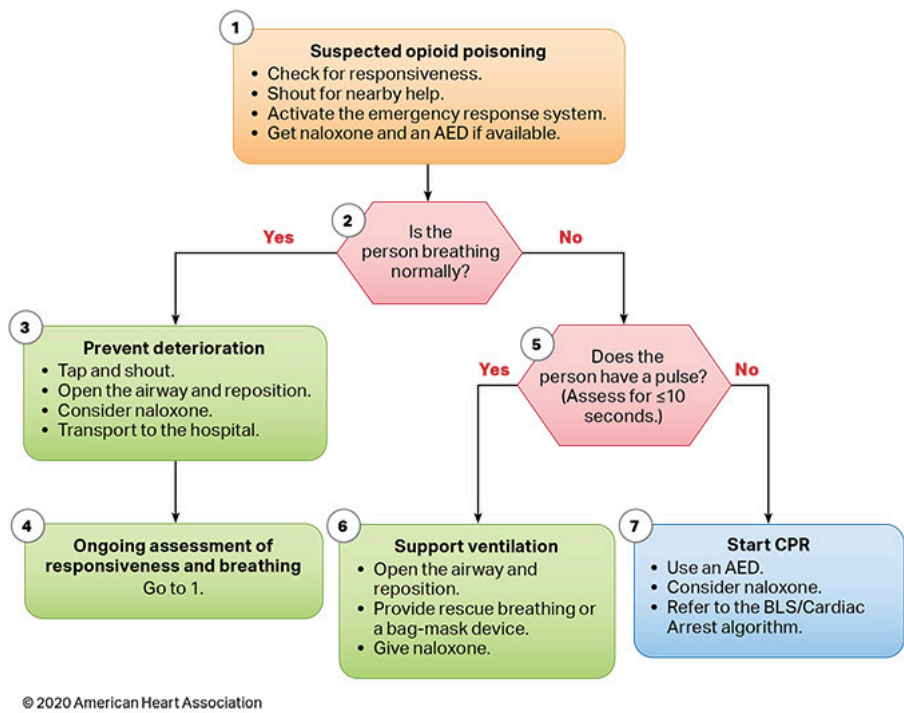 1
Suspected opioid poisoning
• Check for responsiveness.
• Shout for nearby help.
• Activate the emergency response system.
• Get naloxone and an AED if available.
2
Is the
person breathing
normally?
Yes
No
3
Prevent deterioration
• Tap and shout.
• Open the airway and reposition.
• Consider naloxone.
• Transport to the hospital.
4
Ongoing assessment of
responsiveness and breathing
Go to 1.
5
Does the
person have a pulse?
(Assess for ≤10
seconds.)
Yes
No
6
Support ventilation
• Open the airway and
reposition.
• Provide rescue breathing or
a bag-mask device.
• Give naloxone.
7
Start CPR
• Use an AED.
• Consider naloxone.
• Refer to the BLS/Cardiac
Arrest algorithm.
© 2020 American Heart Association